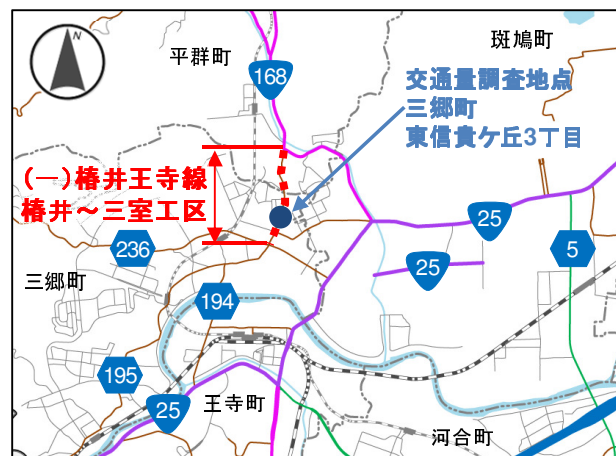 N
平群町
斑鳩町
168
交通量調査地点
三郷町
東信貴ケ丘3丁目
(一)椿井王寺線
椿井～三室工区
25
236
25
5
三郷町
194
195
25
王寺町
河合町